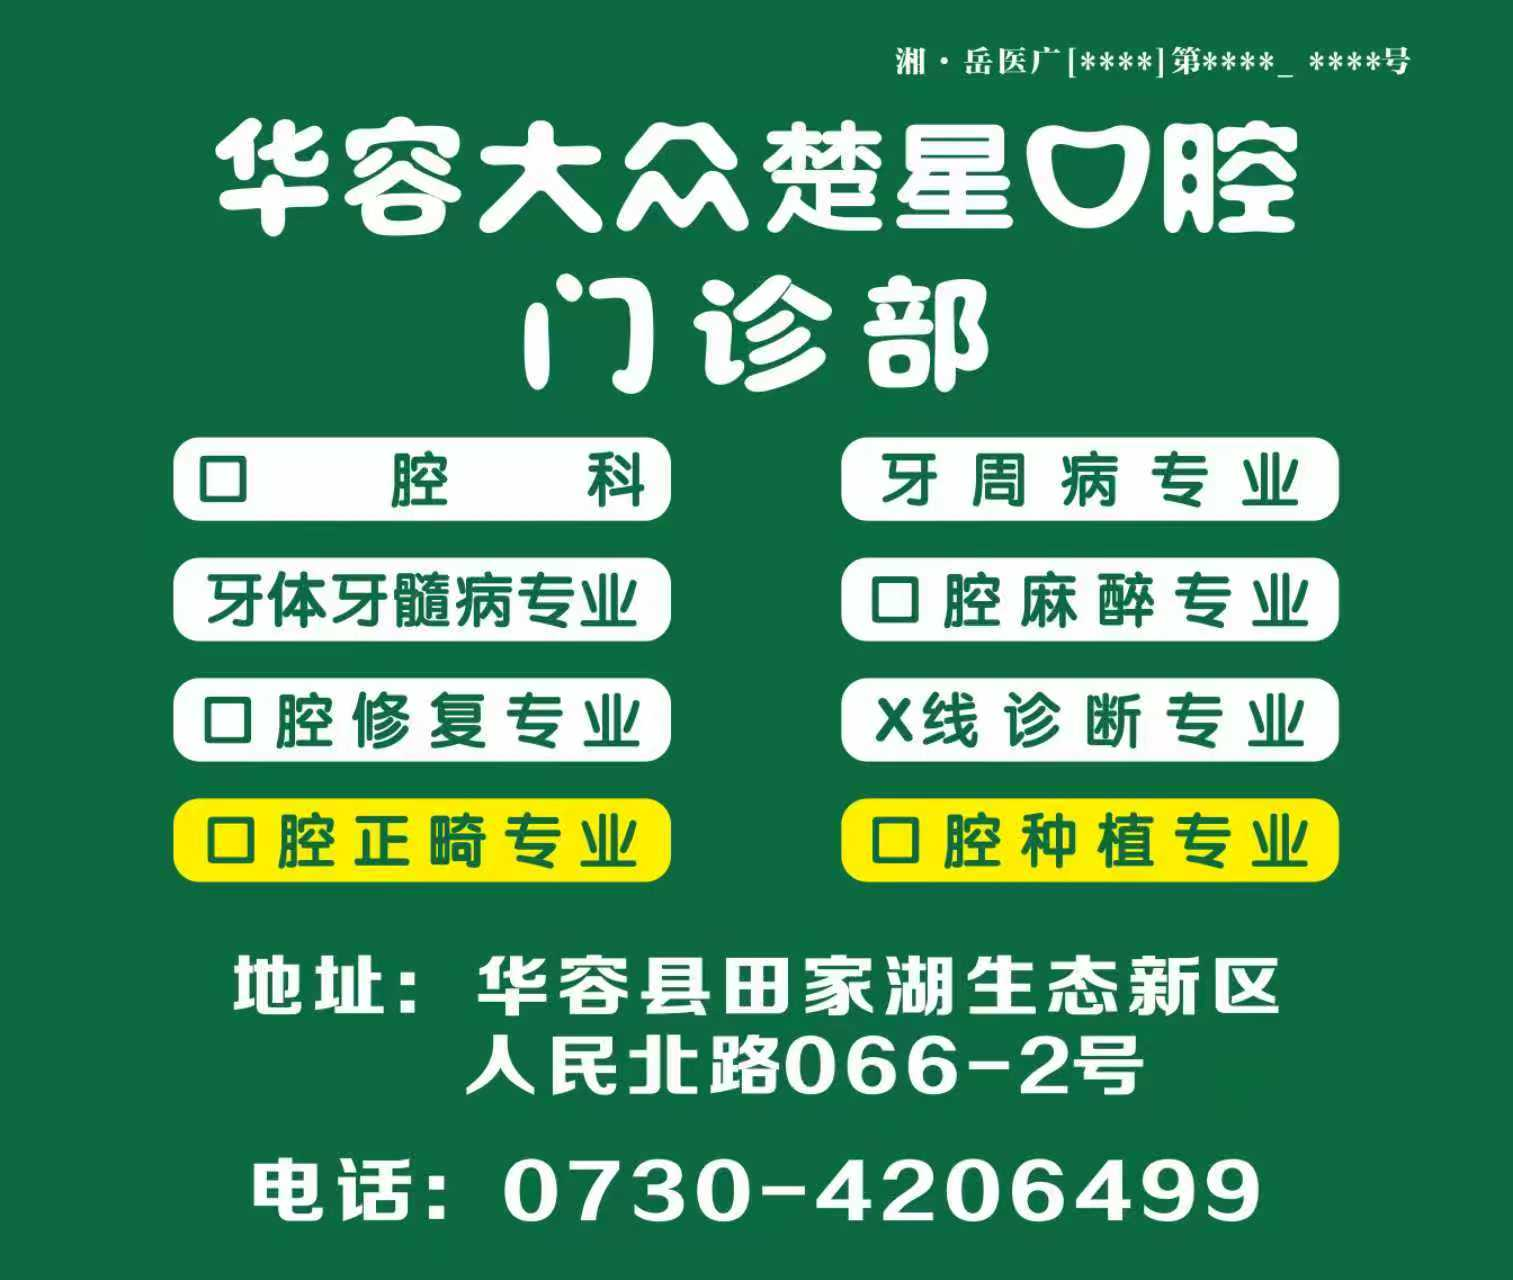 湘·岳医广[****]第****_ ****号
华容大众楚星口腔
门诊部
口腔科
牙周病专业
牙体牙髓病专业
口腔麻醉专业
口腔修复专业
X线诊断专业
口腔正畸专业
口腔种植专业
地址：华容县田家湖生态新区
人民北路066-2号
电话：0730-4206499